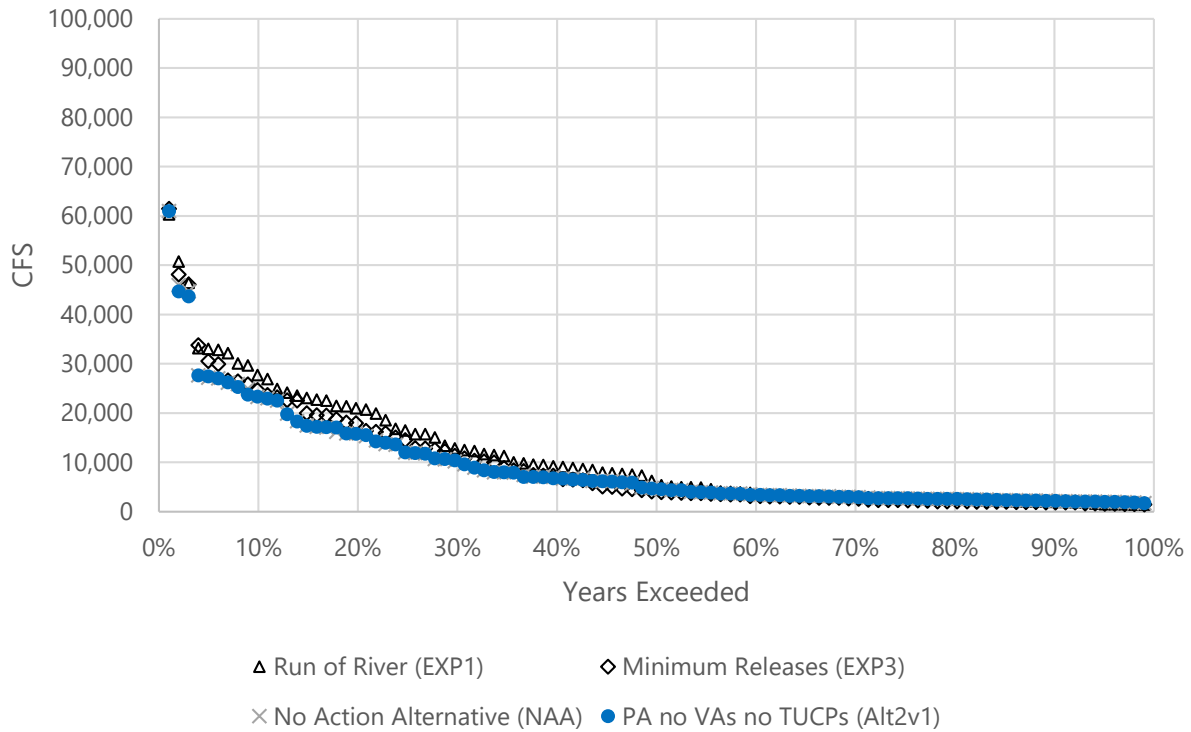 100,000
90,000
80,000
70,000
60,000
50,000
40,000
30,000
20,000
10,000
0
CFS
0% 10% 20% 30% 40% 50% 60% 70% 80% 90% 100%
Years Exceeded
Run of River (EXP1) Minimum Releases (EXP3)
No Action Alternative (NAA) PA no VAs no TUCPs (Alt2v1)